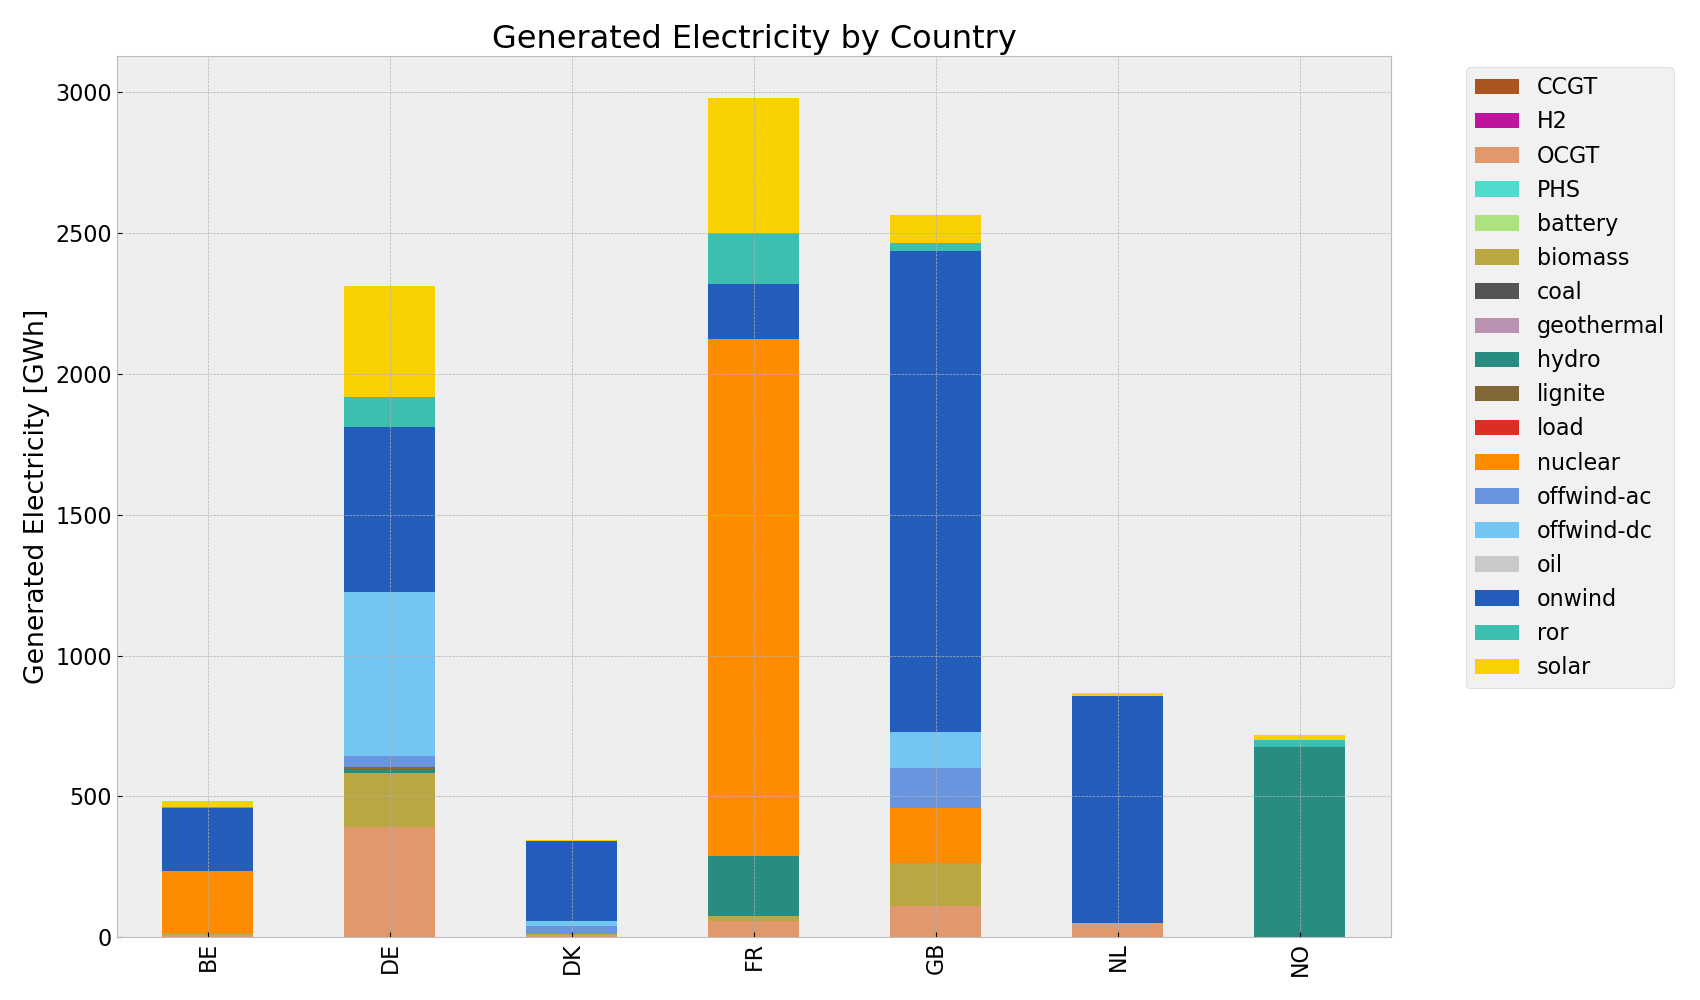 Generated Electricity by Country
Generated Electricity [GWh]
3000
2500
2000
1500
1000
500
0
BE
DE
DK
FR
GB
NL
NO
CCGT
H2
OCGT
PHS
battery
biomass
coal
geothermal
hydro
lignite
load
nuclear
offwind-ac
offwind-dc
oil
onwind
ror
solar